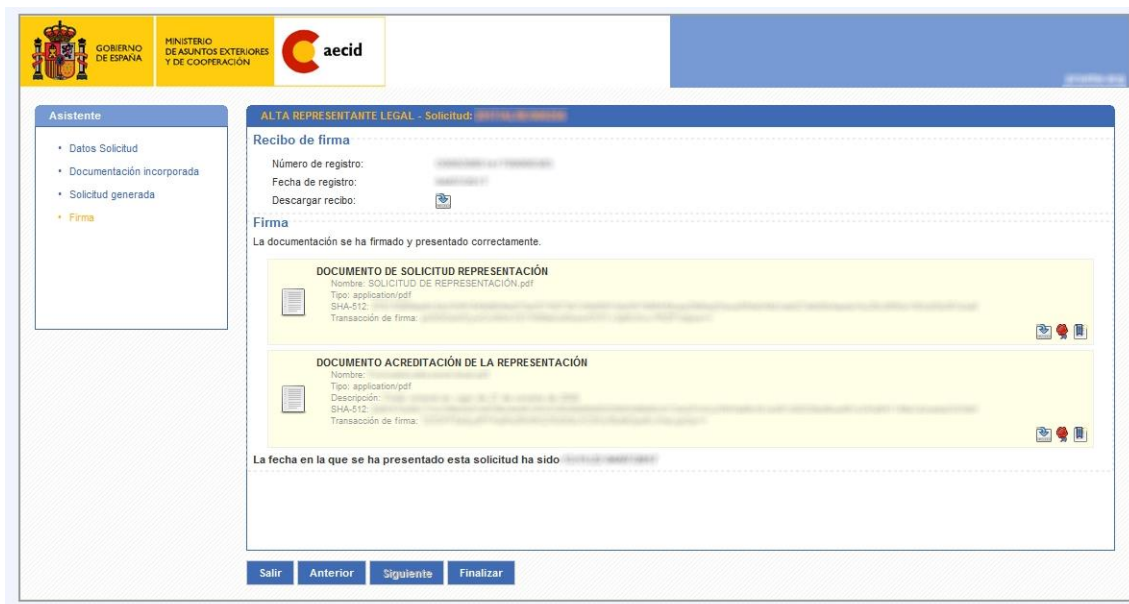 GOBIERNO
DE ESPAÑA
MINISTERIO
DE ASUNTOS EXTERIORES
Y DE COOPERACIÓN
aecid
Asistente
• Datos Solicitud
• Documentación incorporada
• Solicitud generada
• Firma
ALTA REPRESENTANTE LEGAL - Solicitud:
Recibo de firma
Número de registro:
Fecha de registro:
Descargar recibo:
Firma
La documentación se ha firmado y presentado correctamente.
DOCUMENTO DE SOLICITUD REPRESENTACIÓN
Nombre: SOLICITUD DE REPRESENTACIÓN.pdf
Tipo: application/pdf
SHA-512:
Transacción de firma:
DOCUMENTO ACREDITACIÓN DE LA REPRESENTACIÓN
Nombre:
Tipo: application/pdf
Descripción:
SHA-512:
Transacción de firma:
La fecha en la que se ha presentado esta solicitud ha sido
Salir Anterior Siguiente Finalizar